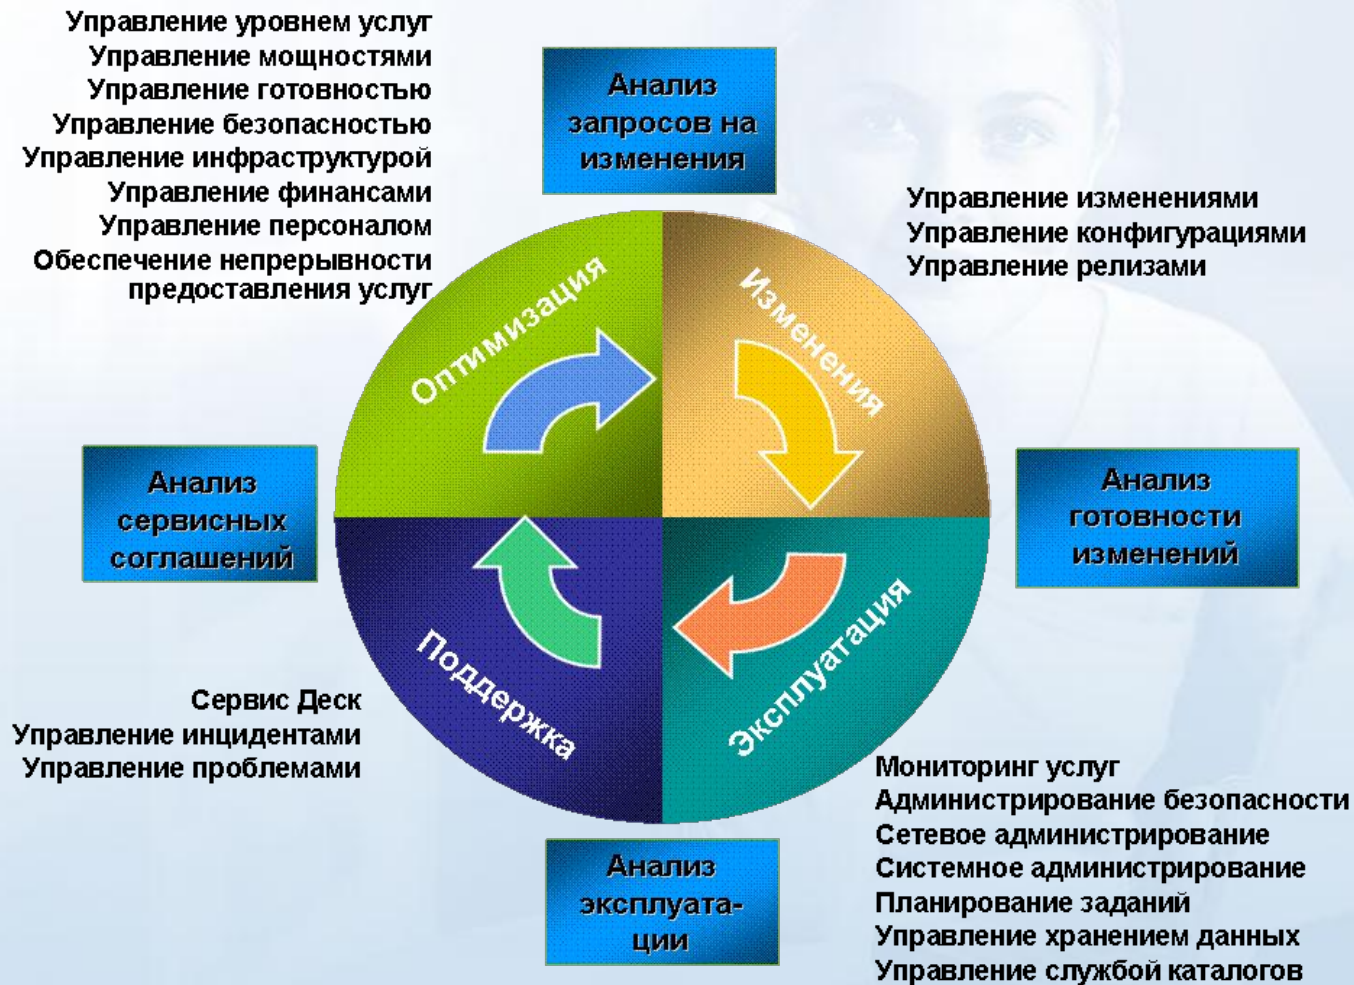 Управление уровнем услуг
Управление мощностями
Управление готовностью
Управление безопасностью
Управление инфраструктурой
Управление финансами
Управление персоналом
Обеспечение непрерывности
предоставления услуг
Анализ
запросов на
изменения
Управление изменениями
Управление конфигурациями
Управление релизами
Оптимизация
Изменения
Анализ
сервисных
соглашений
Анализ
готовности
изменений
Поддержка
Эксплуатация
Сервис Деск
Управление инцидентами
Управление проблемами
Анализ
эксплуата-
ции
Мониторинг услуг
Администрирование безопасности
Сетевое администрирование
Системное администрирование
Планирование заданий
Управление хранением данных
Управление службой каталогов